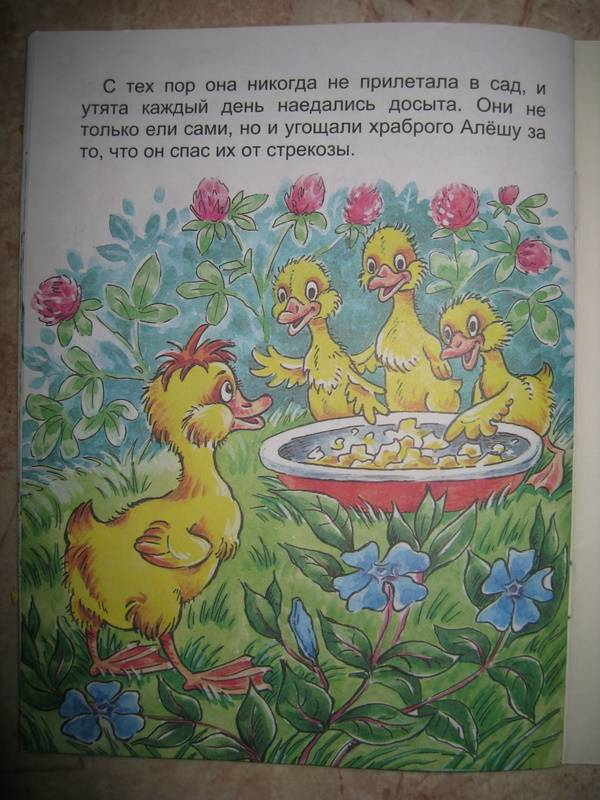 С тех пор она никогда не прилетала в сад, и
утята каждый день наедались досыта. Они не
только ели сами, но и угощали храброго Алёшу за
то, что он спас их от стрекозы.